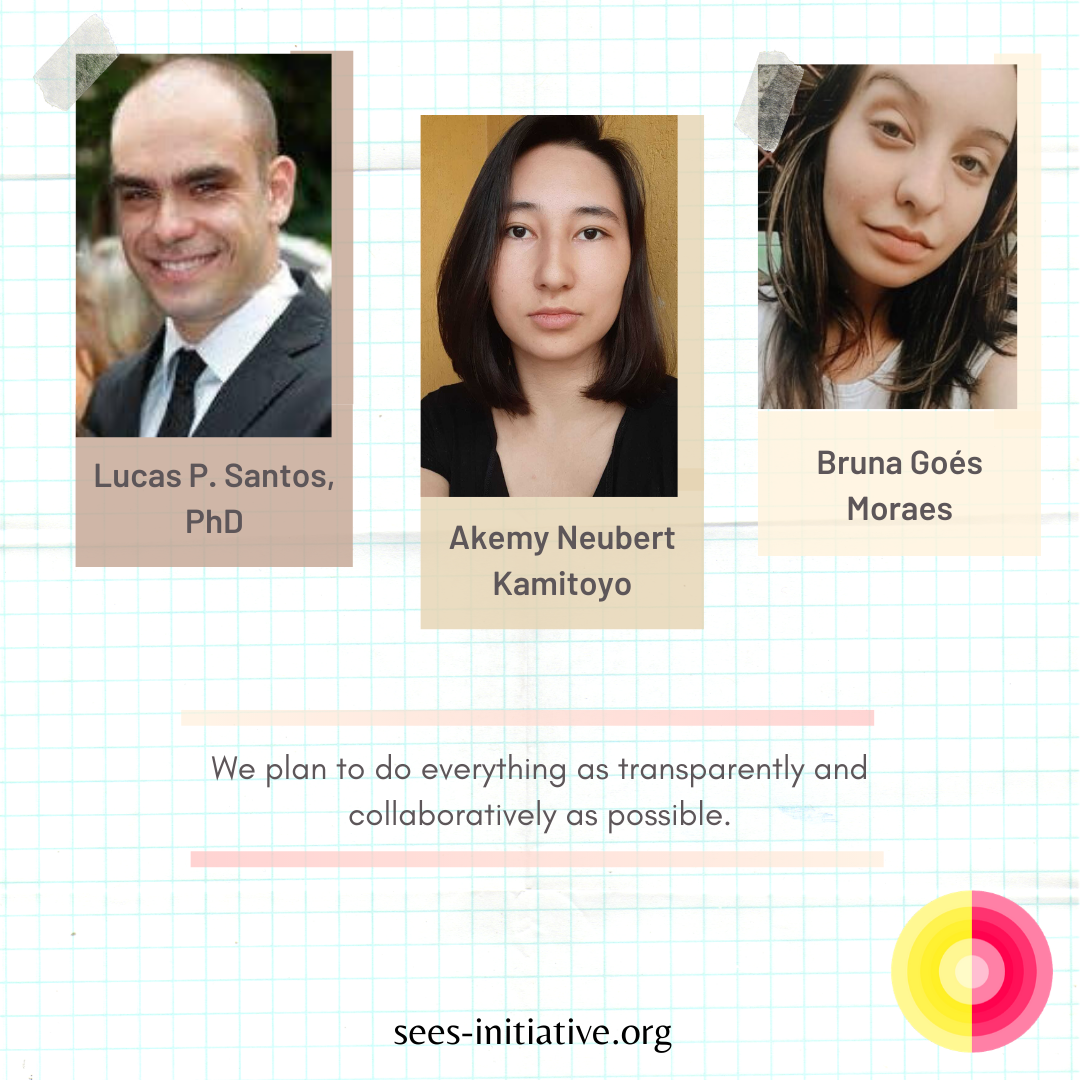 Lucas P. Santos,
PhD
Akemy Neubert
Kamitoyo
Bruna Goés
Moraes
We plan to do everything as transparently and
collaboratively as possible.
sees-initiative.org